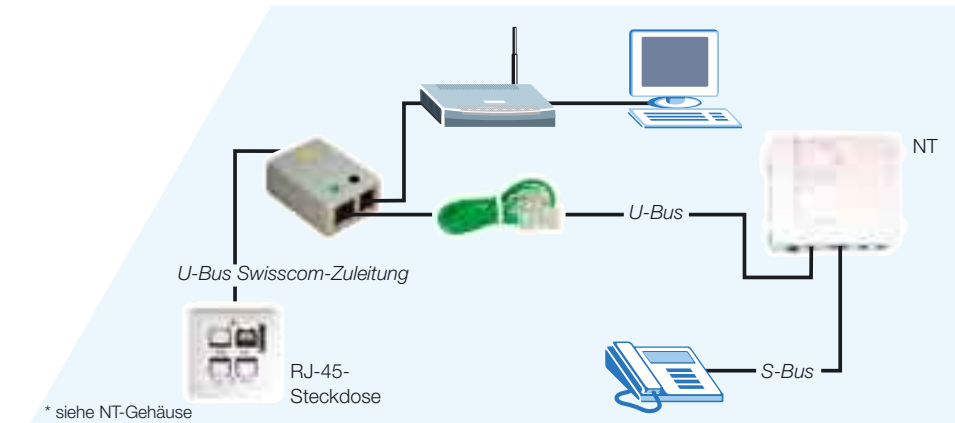 NT
U-Bus
U-Bus Swisscom-Zuleitung
RJ-45-
Steckdose
S-Bus
* siehe NT-Gehäuse